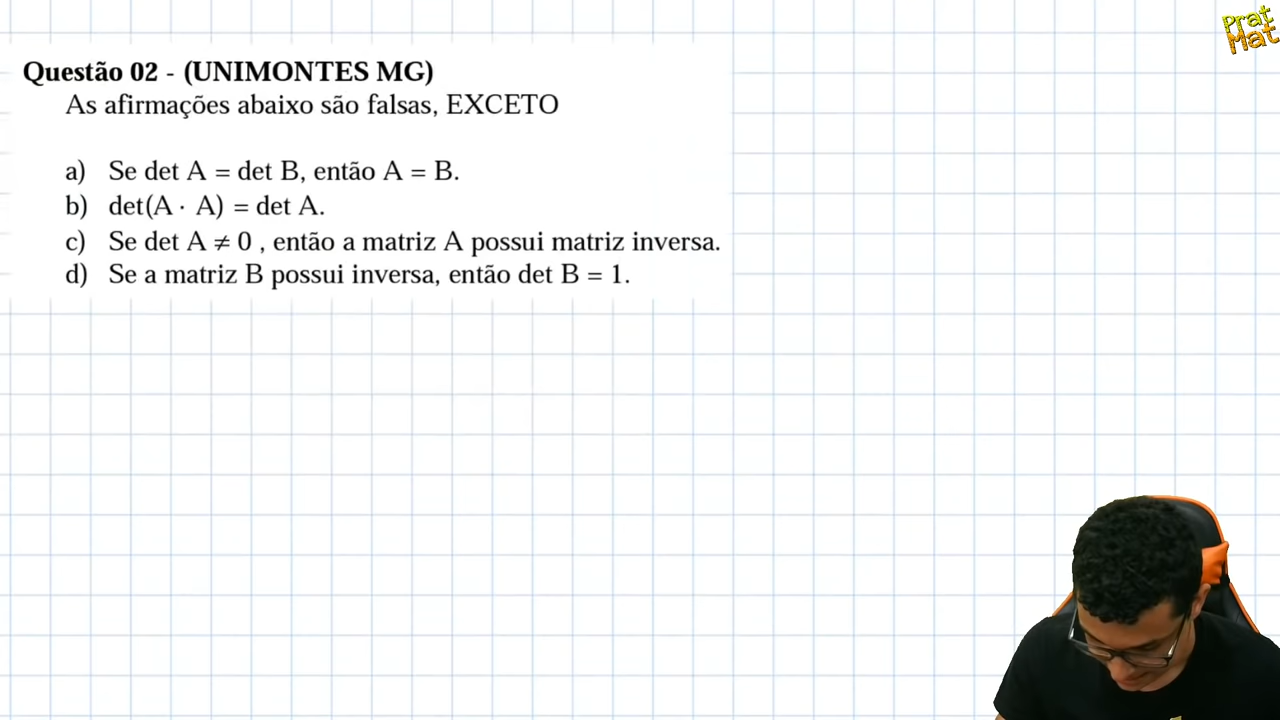 Prat
Mat
Questão 02 - (UNIMONTES MG)
As afirmações abaixo são falsas, EXCETO
a) Se det A = det B, então A = B.
b) det(A · A) = det A.
c) Se det A ≠ 0 , então a matriz A possui matriz inversa.
d) Se a matriz B possui inversa, então det B = 1.